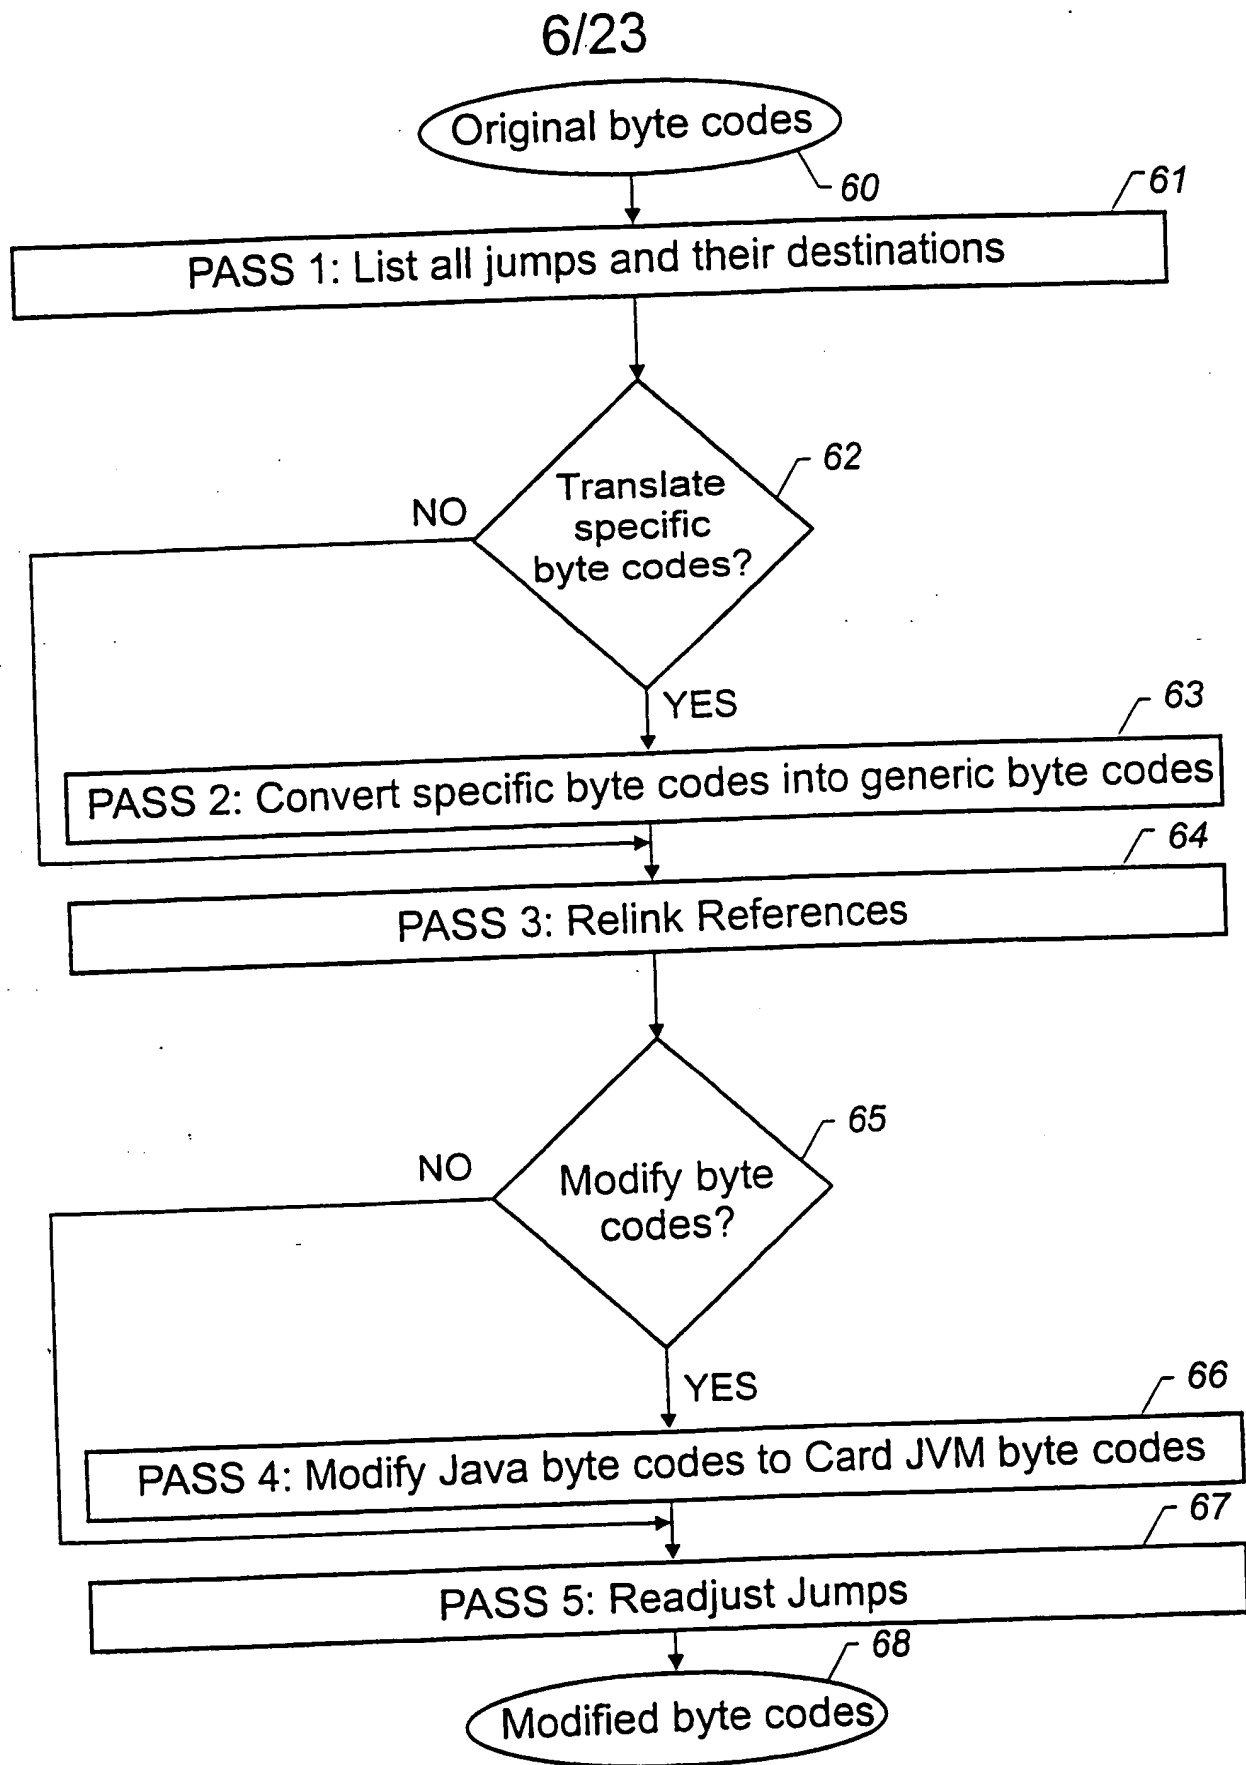 6/23
Original byte codes
60
61
PASS 1: List all jumps and their destinations
62
Translate
specific
byte codes?
NO
YES
63
PASS 2: Convert specific byte codes into generic byte codes
64
PASS 3: Relink References
65
NO
Modify byte
codes?
YES
66
PASS 4: Modify Java byte codes to Card JVM byte codes
67
PASS 5: Readjust Jumps
68
Modified byte codes